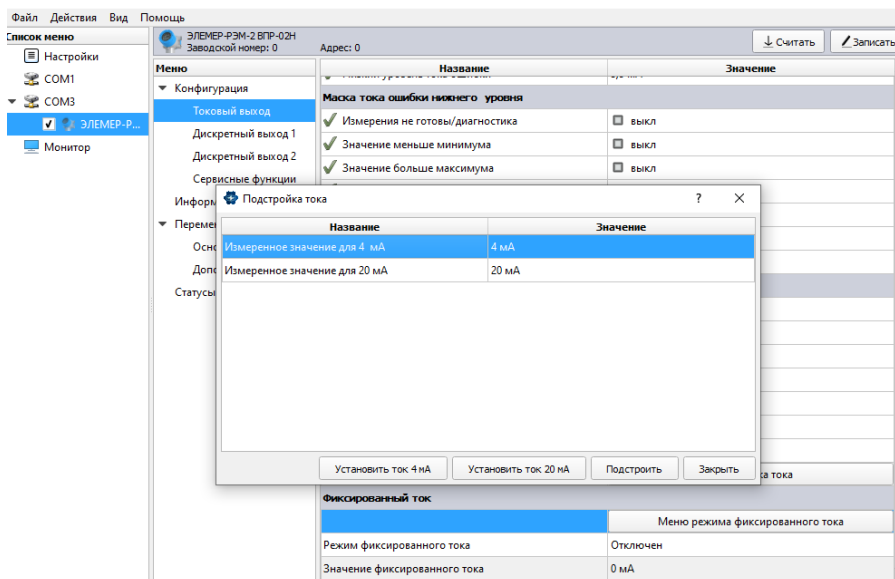 Файл Действия Вид Помощь
Список меню
Настройки
COM1
COM3
ЭЛЕМЕР-Р...
Монитор
ЭЛЕМЕР-РЭМ-2 ВПР-02Н
Заводской номер: 0 Адрес: 0
Считать
Записать
Меню
Конфигурация
Токовый выход
Дискретный выход 1
Дискретный выход 2
Сервисные функции
Статусы
Название Значение
Маска тока ошибки нижнего уровня
Измерения не готовы/диагностика выкл
Значение меньше минимума выкл
Значение больше максимума выкл
Подстройка тока ?
Название Значение
Измеренное значение для 4 мА 4 мА
Измеренное значение для 20 мА 20 мА
Установить ток 4 мА Установить ток 20 мА Подстроить Закрыть
тока
Фиксированный ток
Меню режима фиксированного тока
Режим фиксированного тока Отключен
Значение фиксированного тока 0 мА